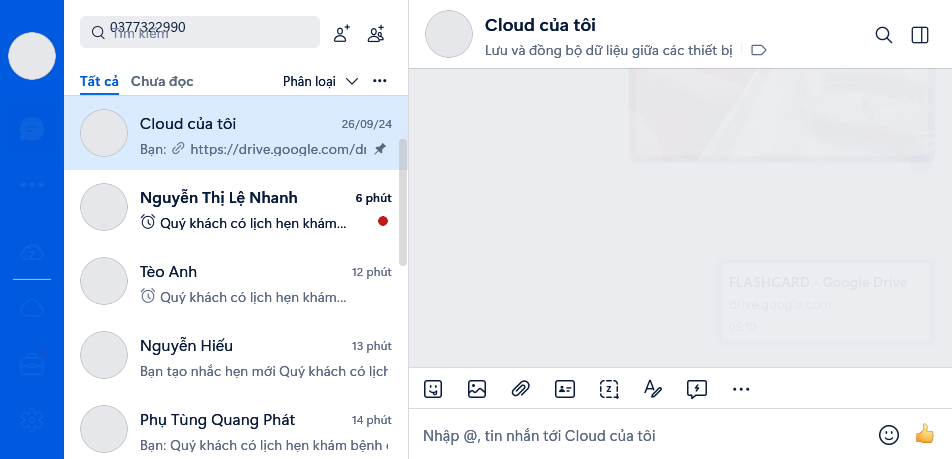 0377322990
Tìm kiếm
Tất cả
Chưa đọc
Phân loại
Cloud của tôi
26/09/24
Bạn: https://drive.google.com/dr
Nguyễn Thị Lệ Nhanh
6 phút
Quý khách có lịch hẹn khám...
Tèo Anh
12 phút
Quý khách có lịch hẹn khám...
Nguyễn Hiếu
13 phút
Bạn tạo nhắc hẹn mới Quý khách có lịch
Phụ Tùng Quang Phát
14 phút
Bạn: Quý khách có lịch hẹn khám bệnh
Cloud của tôi
Lưu và đồng bộ dữ liệu giữa các thiết bị
FLASHCARD - Google Drive
drive.google.com
09:10
Nhập @, tin nhắn tới Cloud của tôi